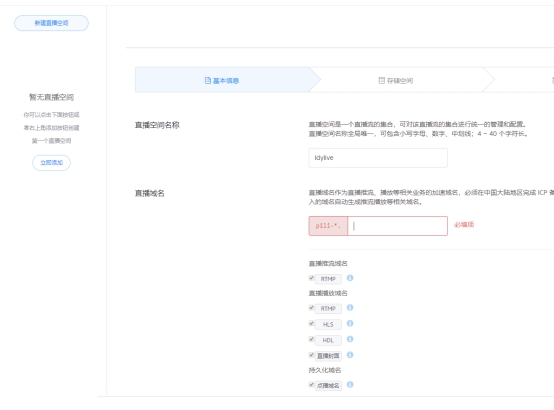 新建直播空间
基本信息
存储空间
暂无直播空间
你可以点击下面按钮或
者右上角添加按钮创建
第一个直播空间
立即添加
直播空间名称
直播空间是一个直播流的集合，可对该直播流的集合进行统一的管理和配置。
直播空间名称全局唯一，可包含小写字母、数字、中划线；4 ~ 40 个字符长。
ldylive
直播域名
直播域名作为直播推流、播放等相关业务的加速域名，必须在中国大陆地区完成 ICP
入的域名自动生成推流播放等相关域名。
pili-*.
必填项
直播推流域名
RTMP
直播播放域名
RTMP
HLS
HDL
直播封面
持久化域名
点播域名